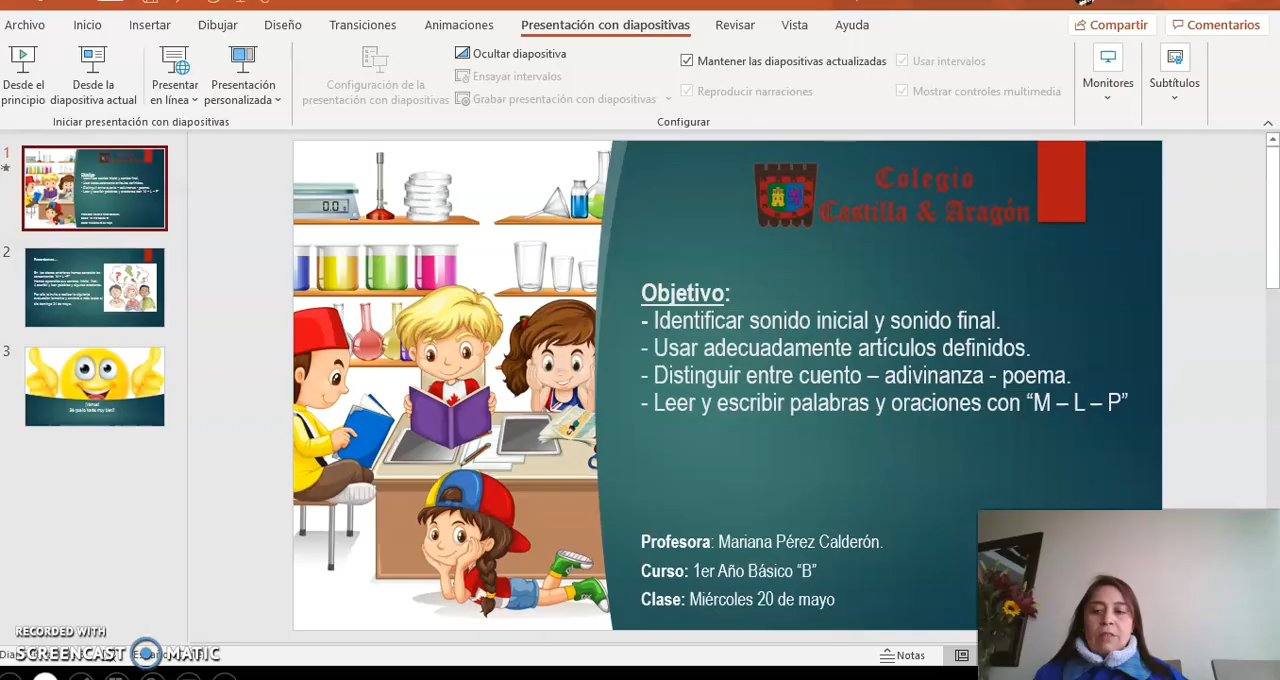 Archivo Inicio Insertar Dibujar Diseño Transiciones Animaciones Presentación con diapositivas Revisar Vista Ayuda Compartir Comentarios
Desde el principio
Desde la diapositiva actual
Presentar en línea
Presentación personalizada
Iniciar presentación con diapositivas
Configuración de la presentación con diapositivas
Ocultar diapositiva
Ensayar intervalos
Grabar presentación con diapositivas
Mantener las diapositivas actualizadas
Reproducir narraciones
Usar intervalos
Mostrar controles multimedia
Configurar
Monitores
Subtítulos
1
2
3
0.0
Colegio
Castilla & Aragón
Objetivo:
- Identificar sonido inicial y sonido final.
- Usar adecuadamente artículos definidos.
- Distinguir entre cuento – adivinanza - poema.
- Leer y escribir palabras y oraciones con “M – L – P”
Profesora: Mariana Pérez Calderón.
Curso: 1er Año Básico “B”
Clase: Miércoles 20 de mayo
RECORDED WITH
SCREENCAST MATIC
Notas